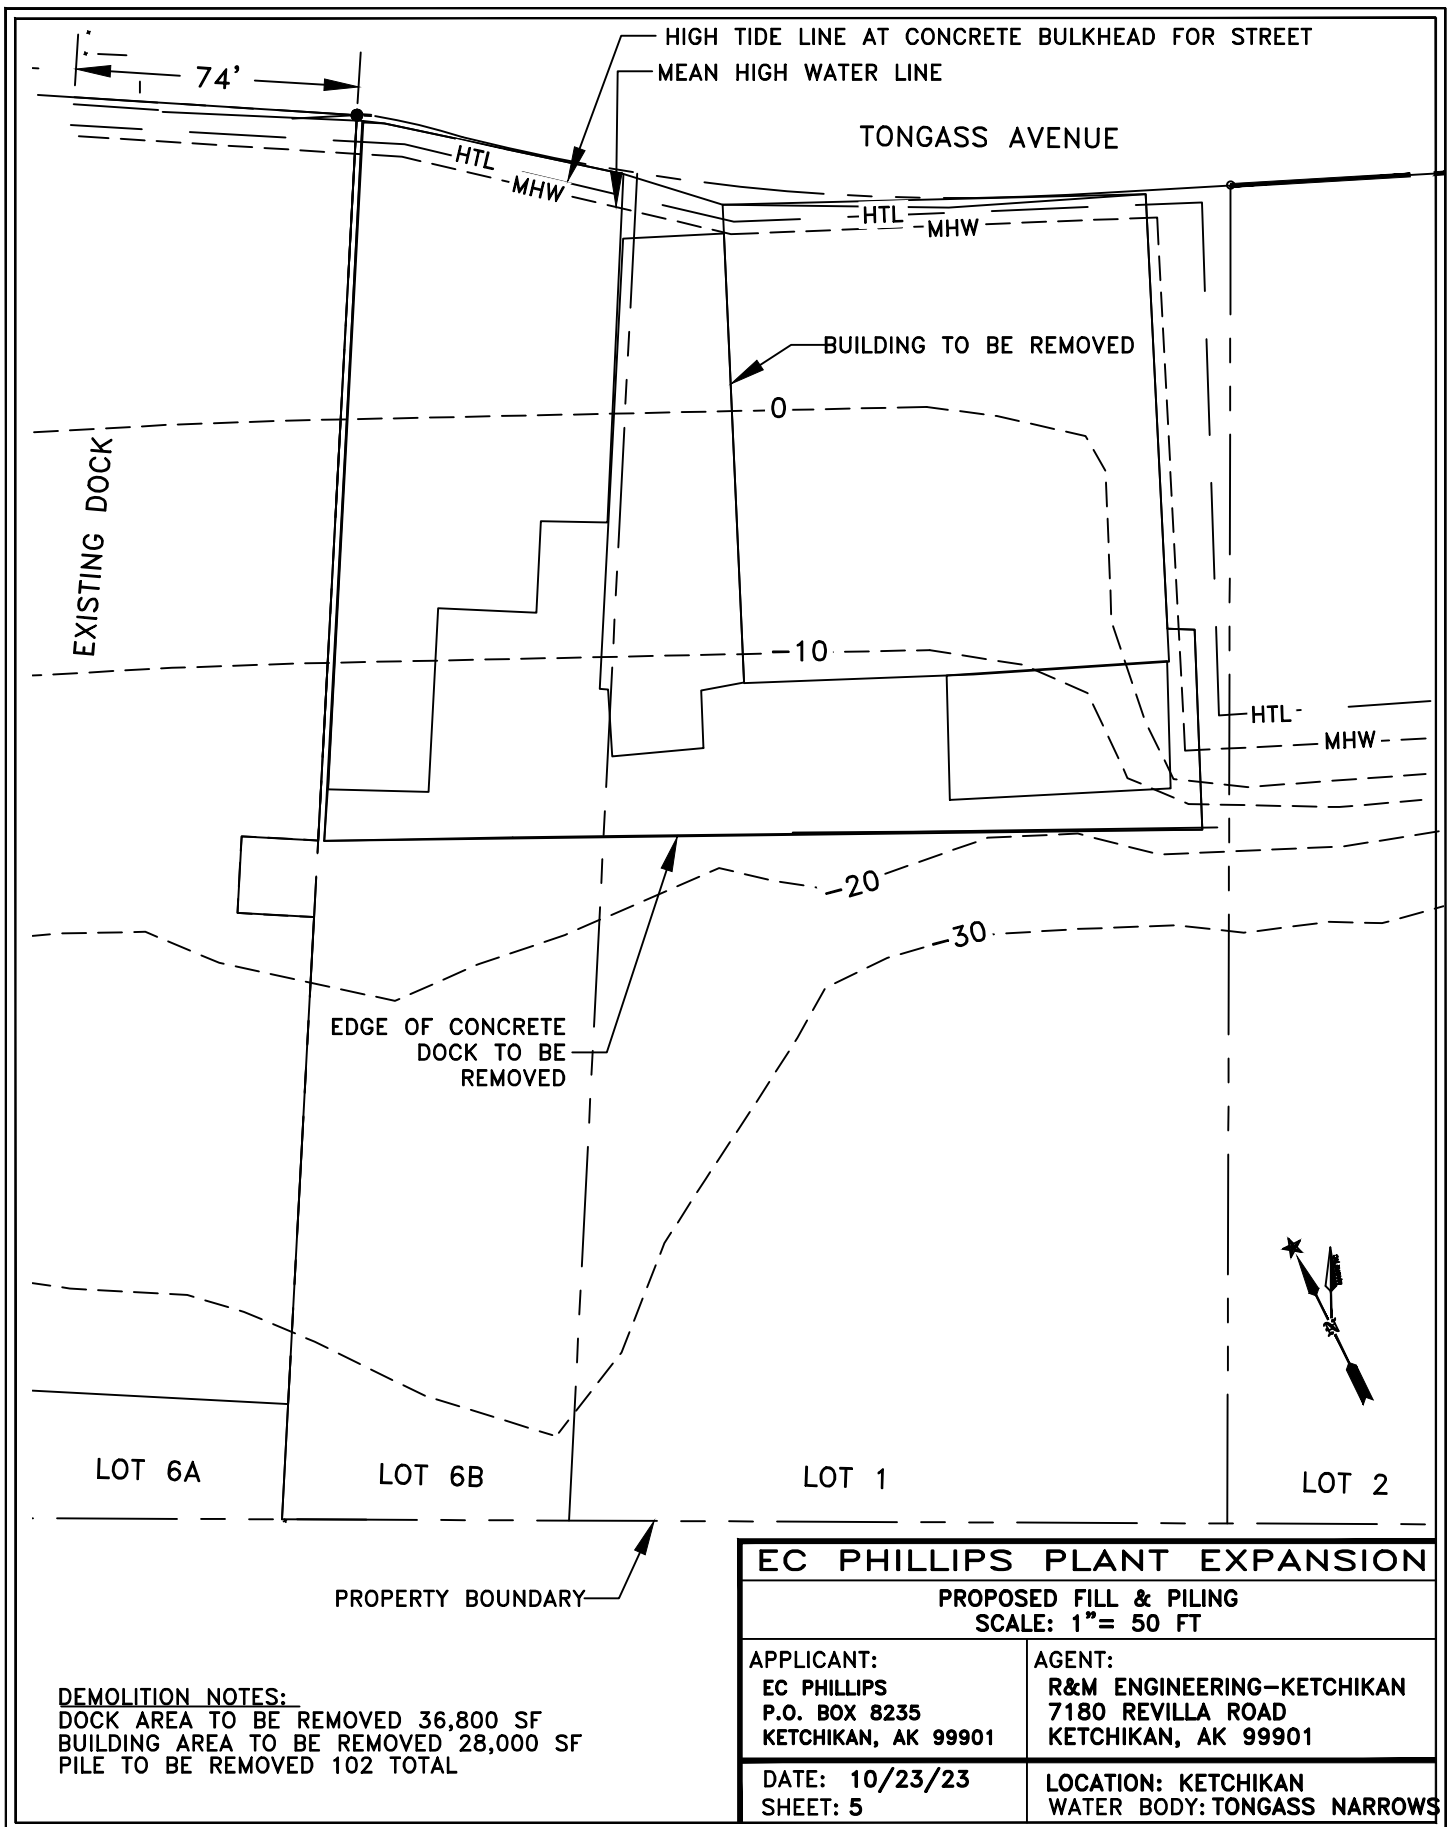 HIGH TIDE LINE AT CONCRETE BULKHEAD FOR STREET
74'
MEAN HIGH WATER LINE
TONGASS AVENUE
HTL
MHW
HTL
MHW
BUILDING TO BE REMOVED
0
EXISTING DOCK
-10
HTL
MHW
-20
-30
EDGE OF CONCRETE
DOCK TO BE
REMOVED
LOT 6A
LOT 6B
LOT 1
LOT 2
PROPERTY BOUNDARY
EC PHILLIPS PLANT EXPANSION
PROPOSED FILL & PILING
SCALE: 1"= 50 FT
APPLICANT:
EC PHILLIPS
P.O. BOX 8235
KETCHIKAN, AK 99901
AGENT:
R&M ENGINEERING-KETCHIKAN
7180 REVILLA ROAD
KETCHIKAN, AK 99901
DEMOLITION NOTES:
DOCK AREA TO BE REMOVED 36,800 SF
BUILDING AREA TO BE REMOVED 28,000 SF
PILE TO BE REMOVED 102 TOTAL
DATE: 10/23/23
SHEET: 5
LOCATION: KETCHIKAN
WATER BODY: TONGASS NARROWS